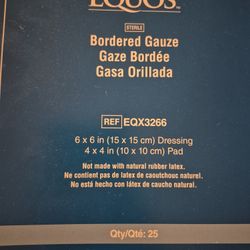 EQUOS
STERILE
Bordered Gauze
Gaze Bordée
Gasa Orillada
REF EQX3266
6 x 6 in (15 x 15 cm) Dressing
4 x 4 in (10 x 10 cm) Pad
Not made with natural rubber latex.
Ne contient pas de latex de caoutchouc naturel.
No está hecho con látex de caucho natural.
Qty/Qté: 25